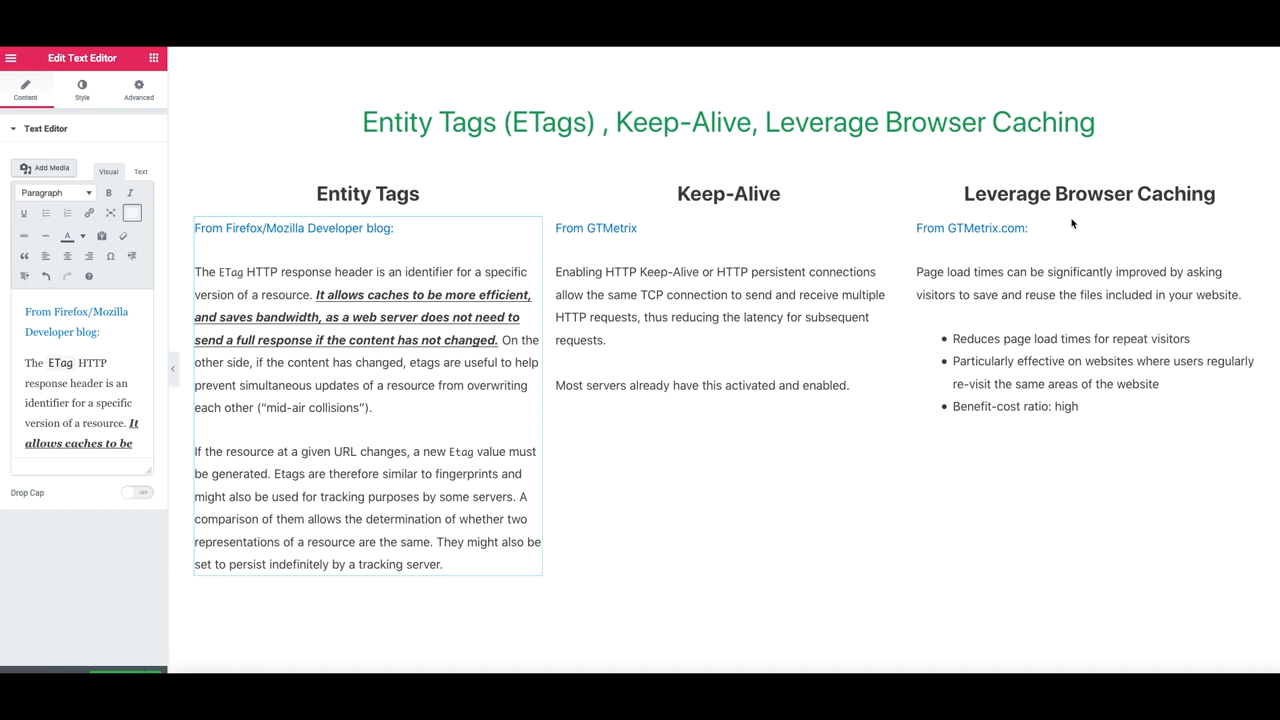 Edit Text Editor
Content
Style
Advanced
Text Editor
Add Media
Visual
Text
Paragraph
B
I
U
ABC
A
Ω
From Firefox/Mozilla
Developer blog:
The ETag HTTP
response header is an
identifier for a specific
version of a resource. It
allows caches to be
Drop Cap
OFF
Entity Tags (ETags) , Keep-Alive, Leverage Browser Caching
Entity Tags
From Firefox/Mozilla Developer blog:
The ETag HTTP response header is an identifier for a specific
version of a resource. It allows caches to be more efficient,
and saves bandwidth, as a web server does not need to
send a full response if the content has not changed. On the
other side, if the content has changed, etags are useful to help
prevent simultaneous updates of a resource from overwriting
each other (“mid-air collisions”).
If the resource at a given URL changes, a new Etag value must
be generated. Etags are therefore similar to fingerprints and
might also be used for tracking purposes by some servers. A
comparison of them allows the determination of whether two
representations of a resource are the same. They might also be
set to persist indefinitely by a tracking server.
Keep-Alive
From GTMetrix
Enabling HTTP Keep-Alive or HTTP persistent connections
allow the same TCP connection to send and receive multiple
HTTP requests, thus reducing the latency for subsequent
requests.
Most servers already have this activated and enabled.
Leverage Browser Caching
From GTMetrix.com:
Page load times can be significantly improved by asking
visitors to save and reuse the files included in your website.
• Reduces page load times for repeat visitors
• Particularly effective on websites where users regularly
re-visit the same areas of the website
• Benefit-cost ratio: high